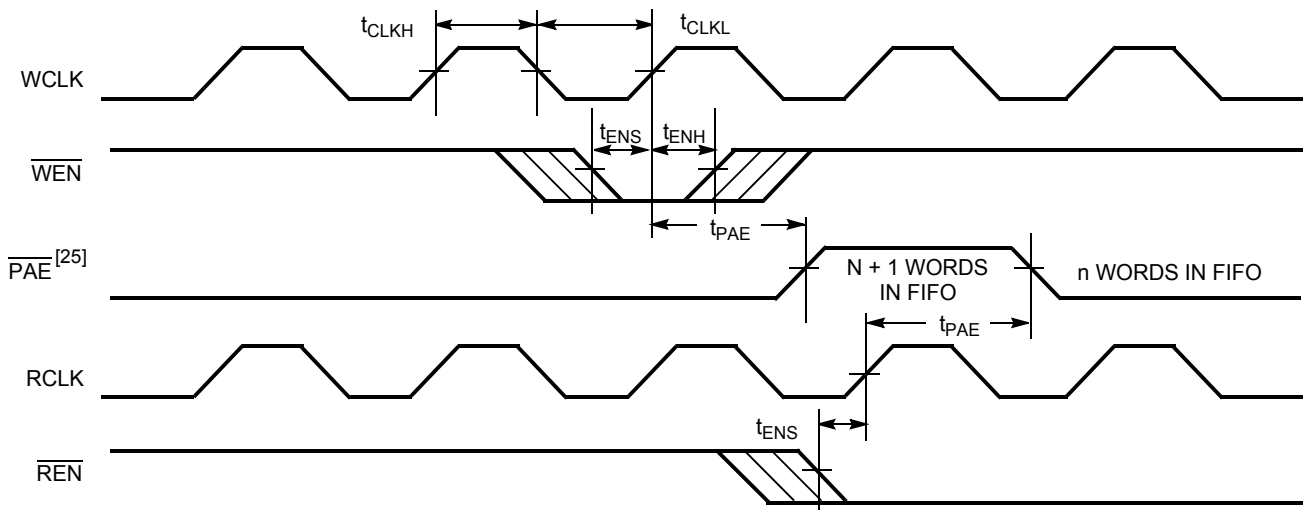 tCLKH
tCLKL
WCLK
tENS
tENH
WEN
tPAE
PAE [25]
N + 1 WORDS
IN FIFO
n WORDS IN FIFO
tPAE
RCLK
tENS
REN